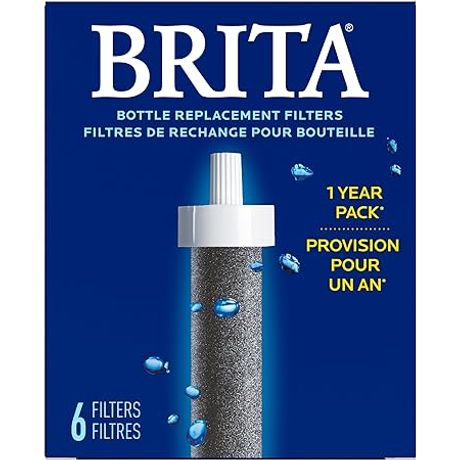 BRITA®
BOTTLE REPLACEMENT FILTERS
FILTRES DE RECHANGE POUR BOUTEILLE
1 YEAR
PACK*
PROVISION
POUR
UN AN*
6 FILTERS
FILTRES